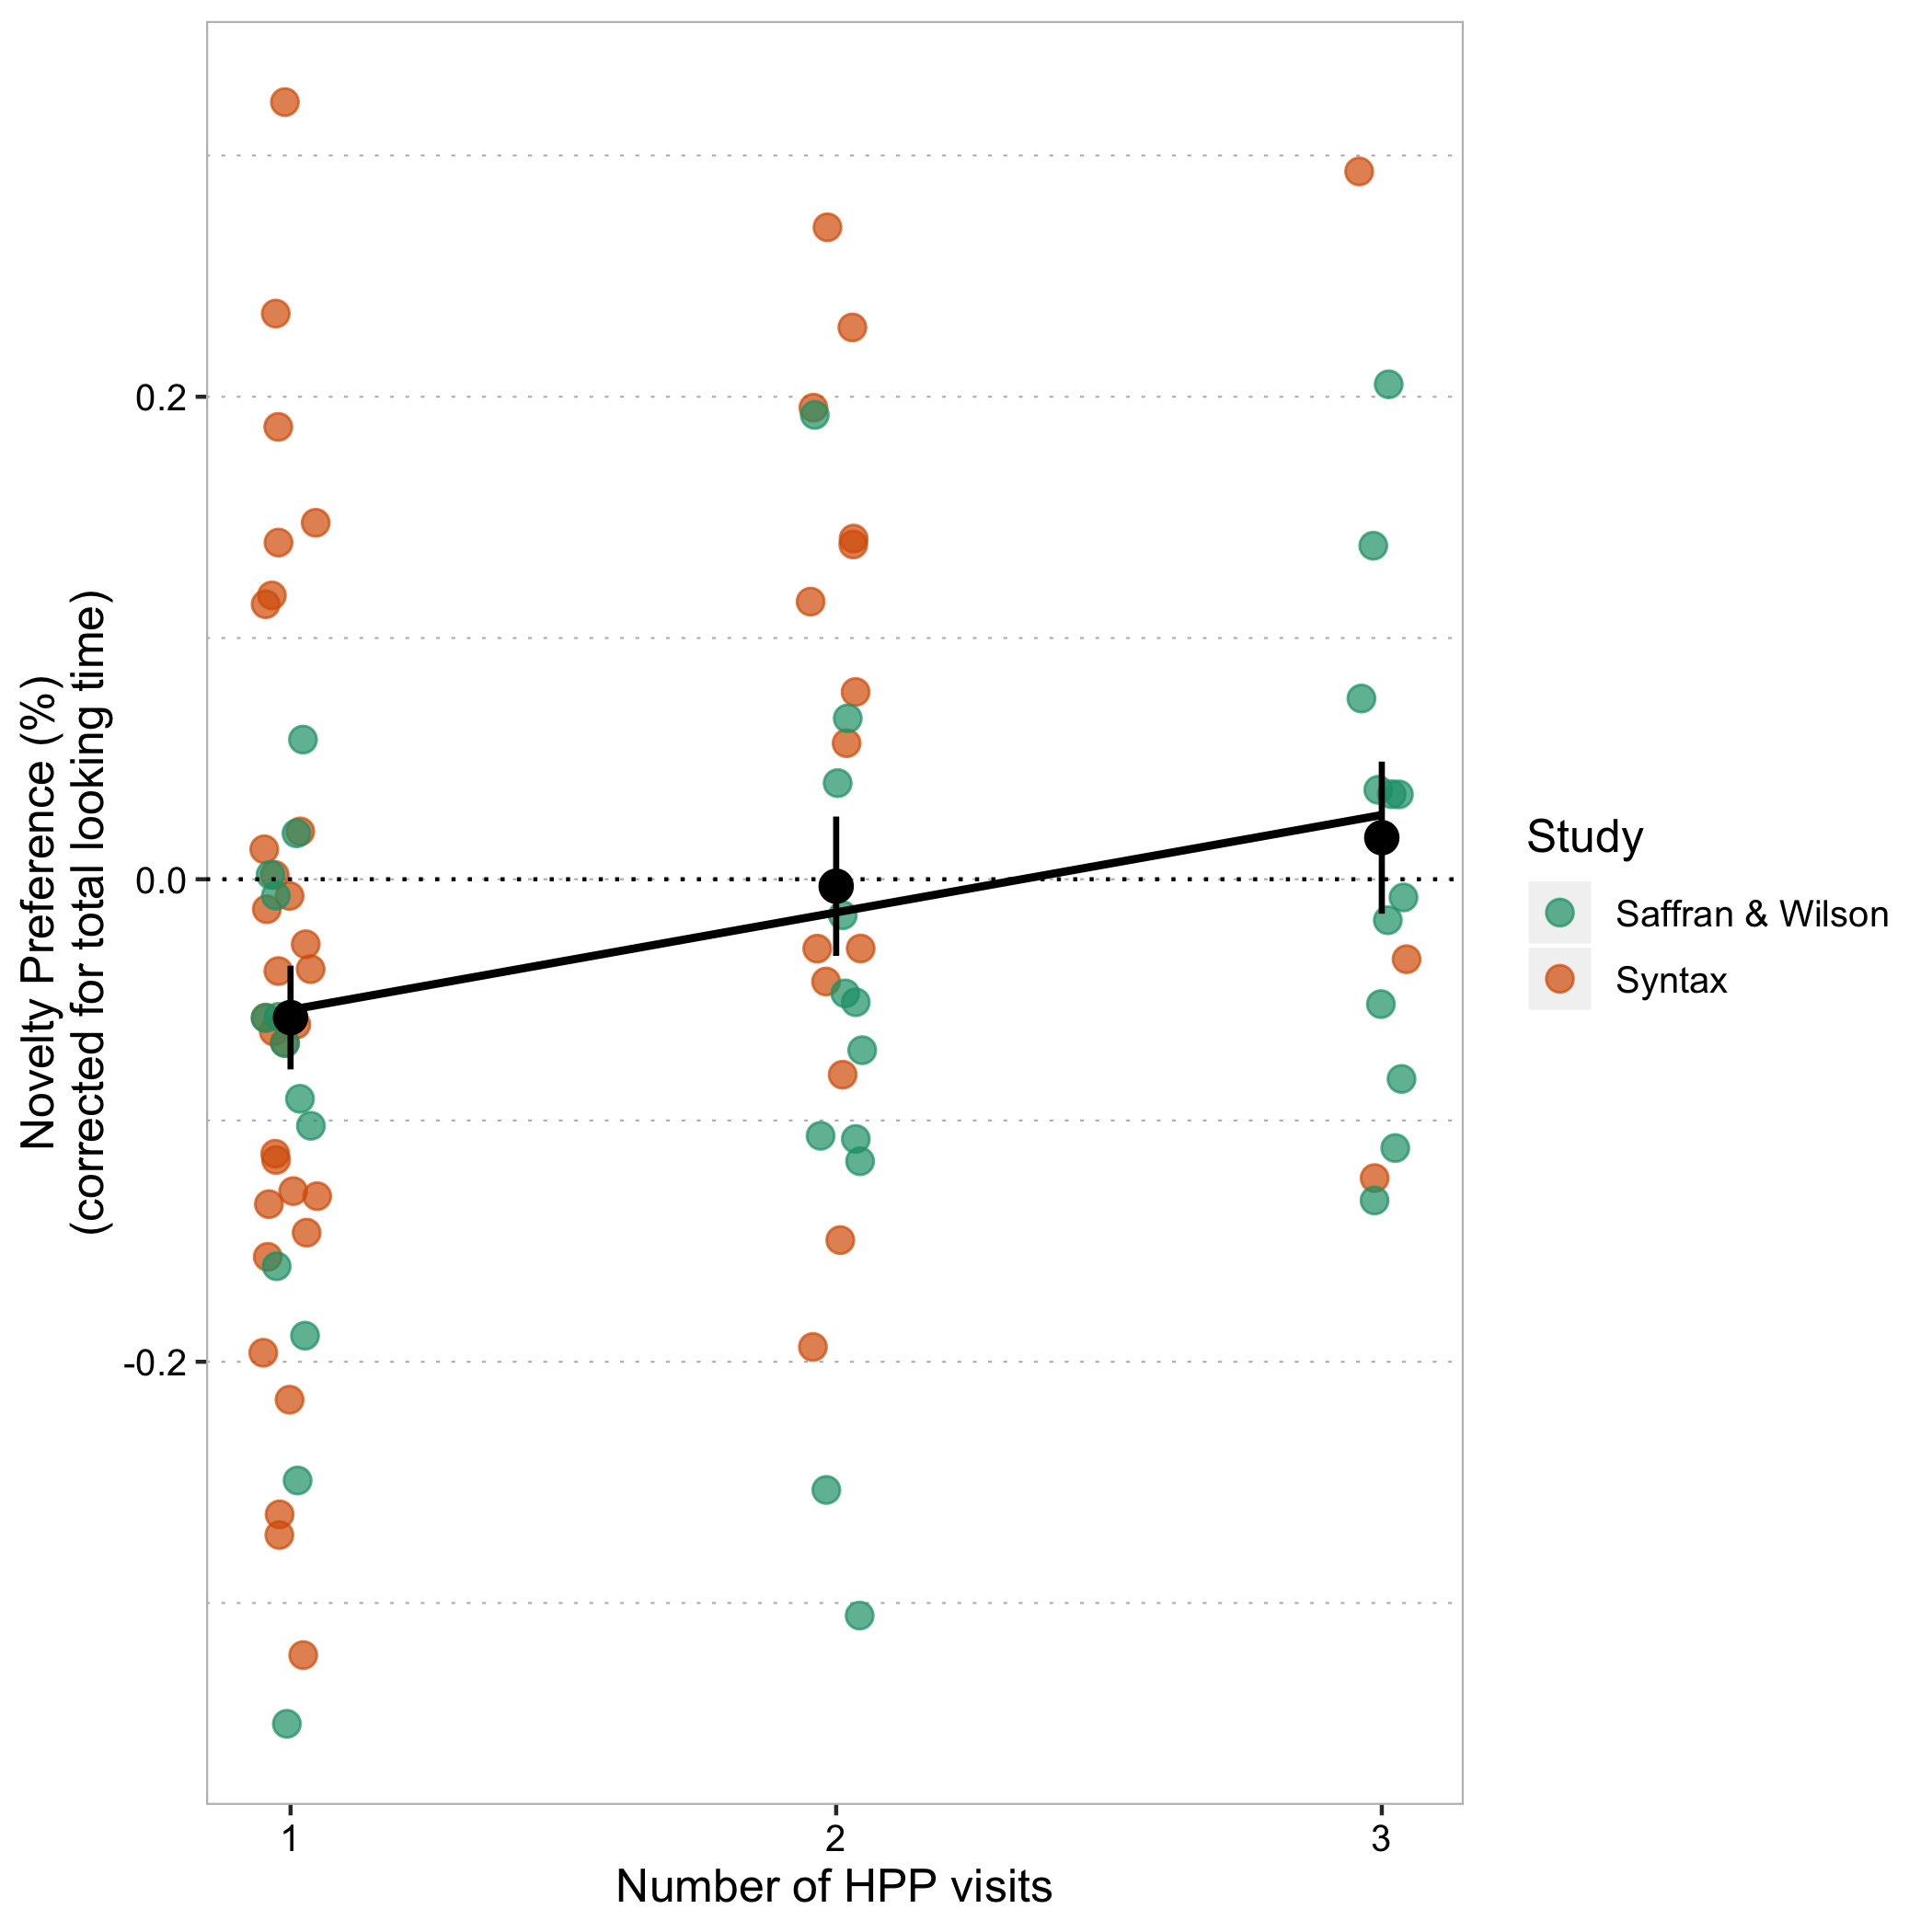 Novelty Preference (%)
(corrected for total looking time)
0.2
0.0
-0.2
1
2
3
Number of HPP visits
Study
Saffran & Wilson
Syntax